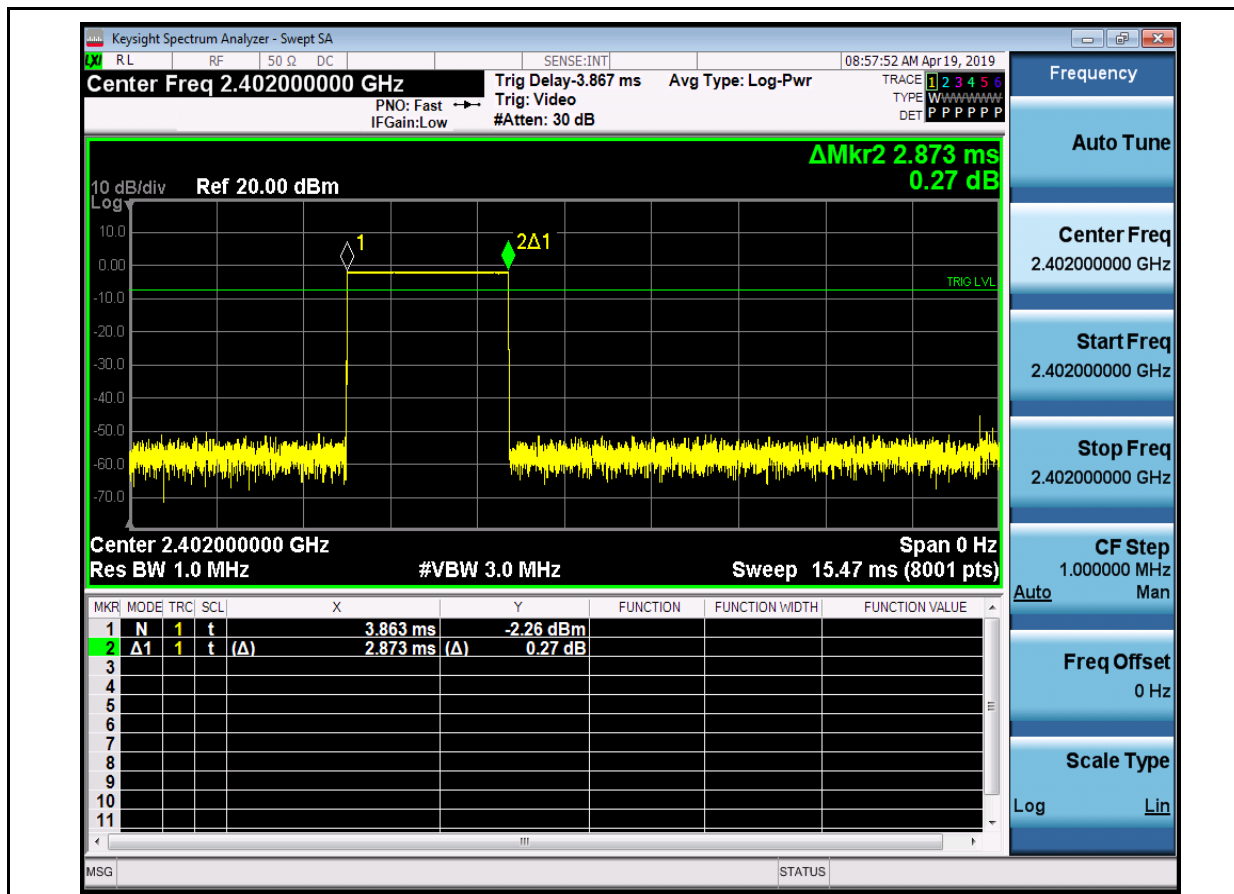 Keysight Spectrum Analyzer - Swept SA
LXI RL RF 50 Ω DC SENSE:INT 08:57:52 AM Apr 19, 2019
Center Freq 2.402000000 GHz
PNO: Fast
IFGain:Low
Trig Delay-3.867 ms
Trig: Video
#Atten: 30 dB
Avg Type: Log-Pwr
TRACE 1 2 3 4 5 6
TYPE W W W W W W
DET P P P P P P
ΔMkr2 2.873 ms
0.27 dB
10 dB/div Ref 20.00 dBm
Log
10.0
0.00
-10.0
-20.0
-30.0
-40.0
-50.0
-60.0
-70.0
1
2Δ1
TRIG LVL
Center 2.402000000 GHz Span 0 Hz
Res BW 1.0 MHz #VBW 3.0 MHz Sweep 15.47 ms (8001 pts)
MKR MODE TRC SCL X Y FUNCTION FUNCTION WIDTH FUNCTION VALUE
1 N 1 t 3.863 ms -2.26 dBm
2 Δ1 1 t (Δ) 2.873 ms (Δ) 0.27 dB
3
4
5
6
7
8
9
10
11
MSG STATUS
Frequency
Auto Tune
Center Freq
2.402000000 GHz
Start Freq
2.402000000 GHz
Stop Freq
2.402000000 GHz
CF Step
1.000000 MHz
Auto Man
Freq Offset
0 Hz
Scale Type
Log Lin